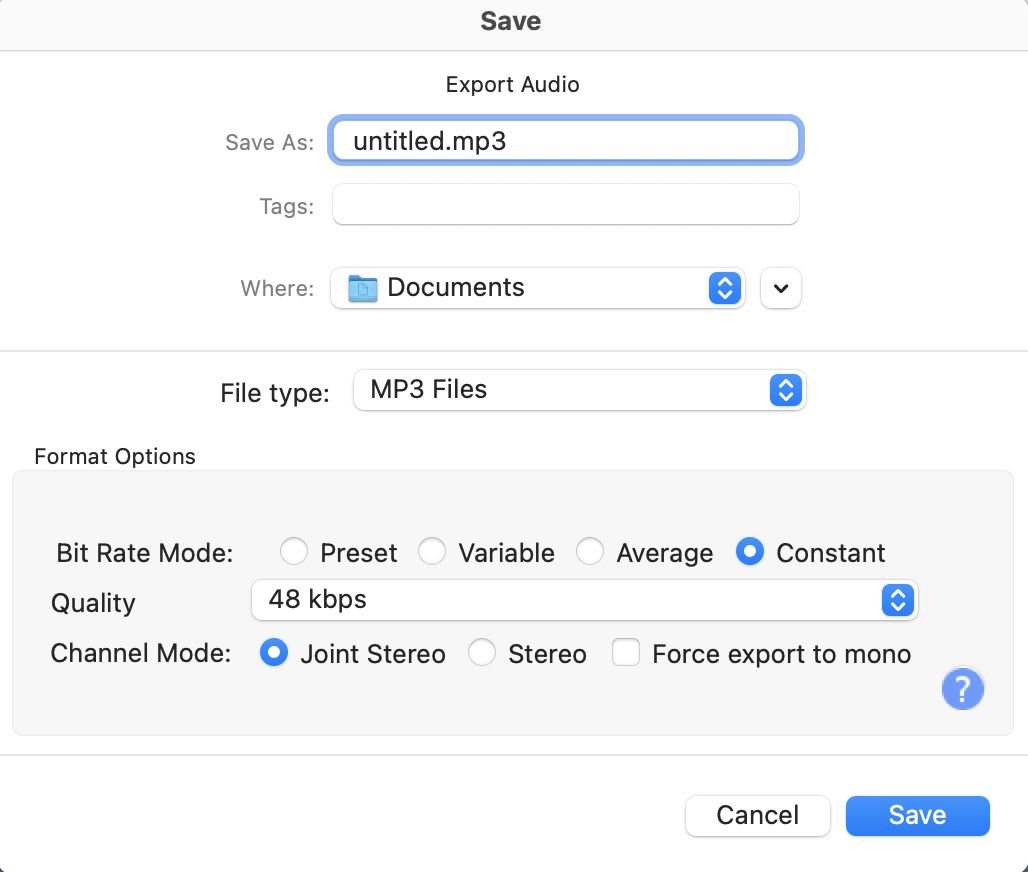 Save
Export Audio
Save As: untitled.mp3
Tags:
Where: Documents
File type: MP3 Files
Format Options
Bit Rate Mode: Preset Variable Average Constant
Quality 48 kbps
Channel Mode: Joint Stereo Stereo Force export to mono
?
Cancel Save